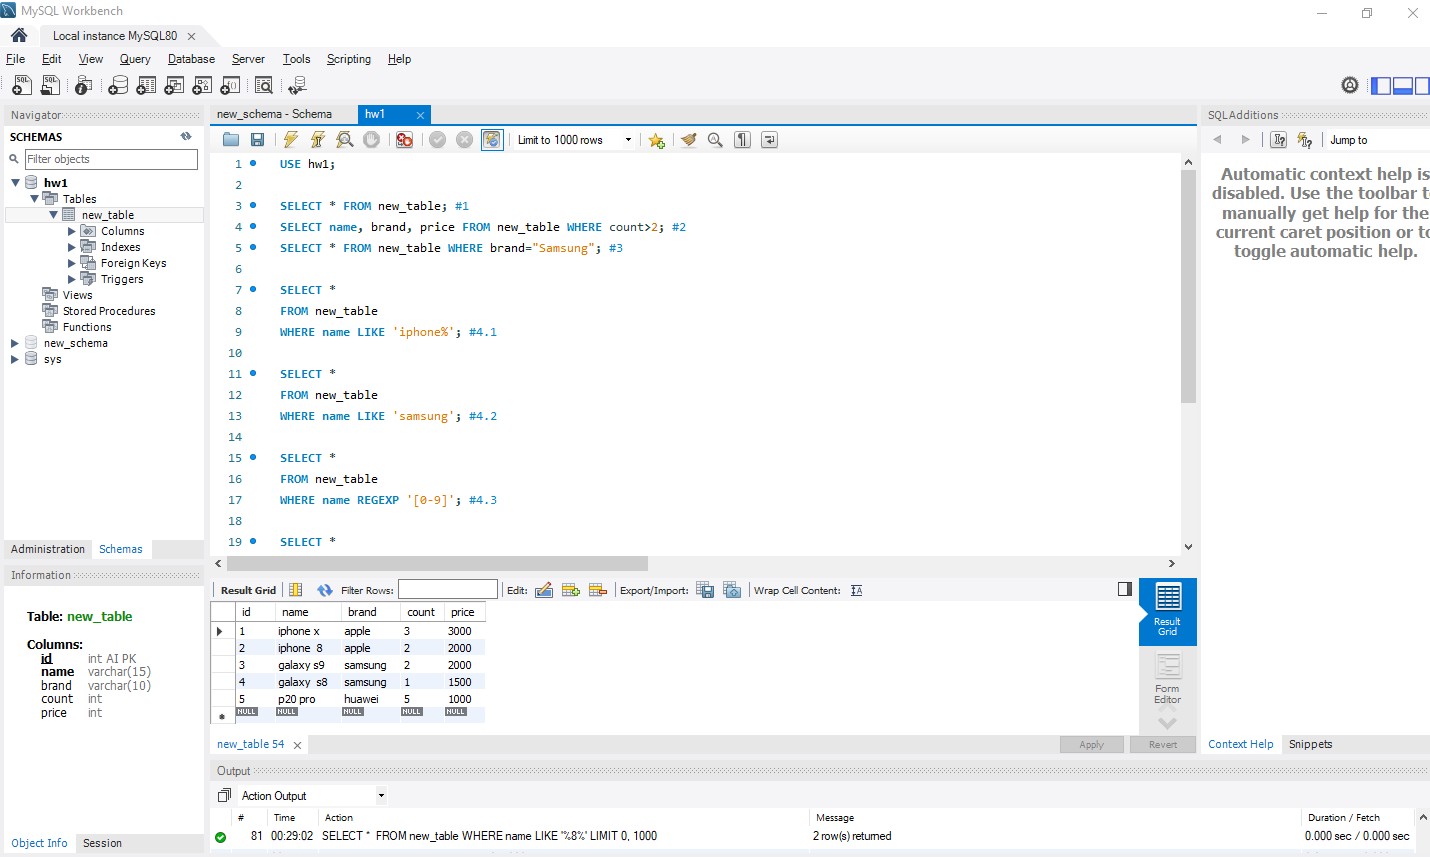 MySQL Workbench
Local instance MySQL80
File Edit View Query Database Server Tools Scripting Help
Navigator
SCHEMAS
Filter objects
hw1
Tables
new_table
Columns
Indexes
Foreign Keys
Triggers
Views
Stored Procedures
Functions
new_schema
sys
Administration Schemas
Information
Table: new_table
Columns:
id int AI PK
name varchar(15)
brand varchar(10)
count int
price int
Object Info Session
new_schema - Schema hw1
Limit to 1000 rows
1 USE hw1;
2
3 SELECT * FROM new_table; #1
4 SELECT name, brand, price FROM new_table WHERE count>2; #2
5 SELECT * FROM new_table WHERE brand="Samsung"; #3
6
7 SELECT *
8 FROM new_table
9 WHERE name LIKE 'iphone%'; #4.1
10
11 SELECT *
12 FROM new_table
13 WHERE name LIKE 'samsung'; #4.2
14
15 SELECT *
16 FROM new_table
17 WHERE name REGEXP '[0-9]'; #4.3
18
19 SELECT *
Result Grid Filter Rows: Edit: Export/Import: Wrap Cell Content:
id name brand count price
1 iphone x apple 3 3000
2 iphone 8 apple 2 2000
3 galaxy s9 samsung 2 2000
4 galaxy s8 samsung 1 1500
5 p20 pro huawei 5 1000
NULL NULL NULL NULL NULL
Result
Grid
Form
Editor
new_table 54 Apply Revert
Output
Action Output
# Time Action Message Duration / Fetch
81 00:29:02 SELECT * FROM new_table WHERE name LIKE '%8%' LIMIT 0, 1000 2 row(s) returned 0.000 sec / 0.000 sec
SQLAdditions
Jump to
Automatic context help is
disabled. Use the toolbar
manually get help for the
current caret position or
toggle automatic help.
Context Help Snippets